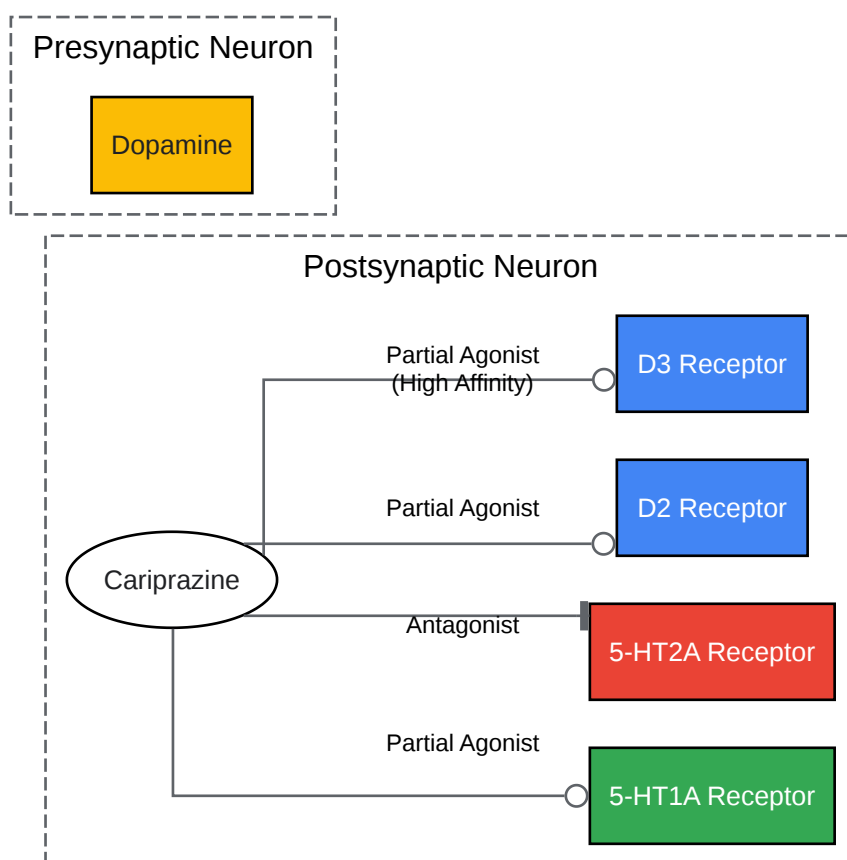 Presynaptic Neuron
Dopamine
Postsynaptic Neuron
Partial Agonist
(High Affinity)
D3 Receptor
Partial Agonist
D2 Receptor
Cariprazine
Antagonist
5-HT2A Receptor
Partial Agonist
5-HT1A Receptor